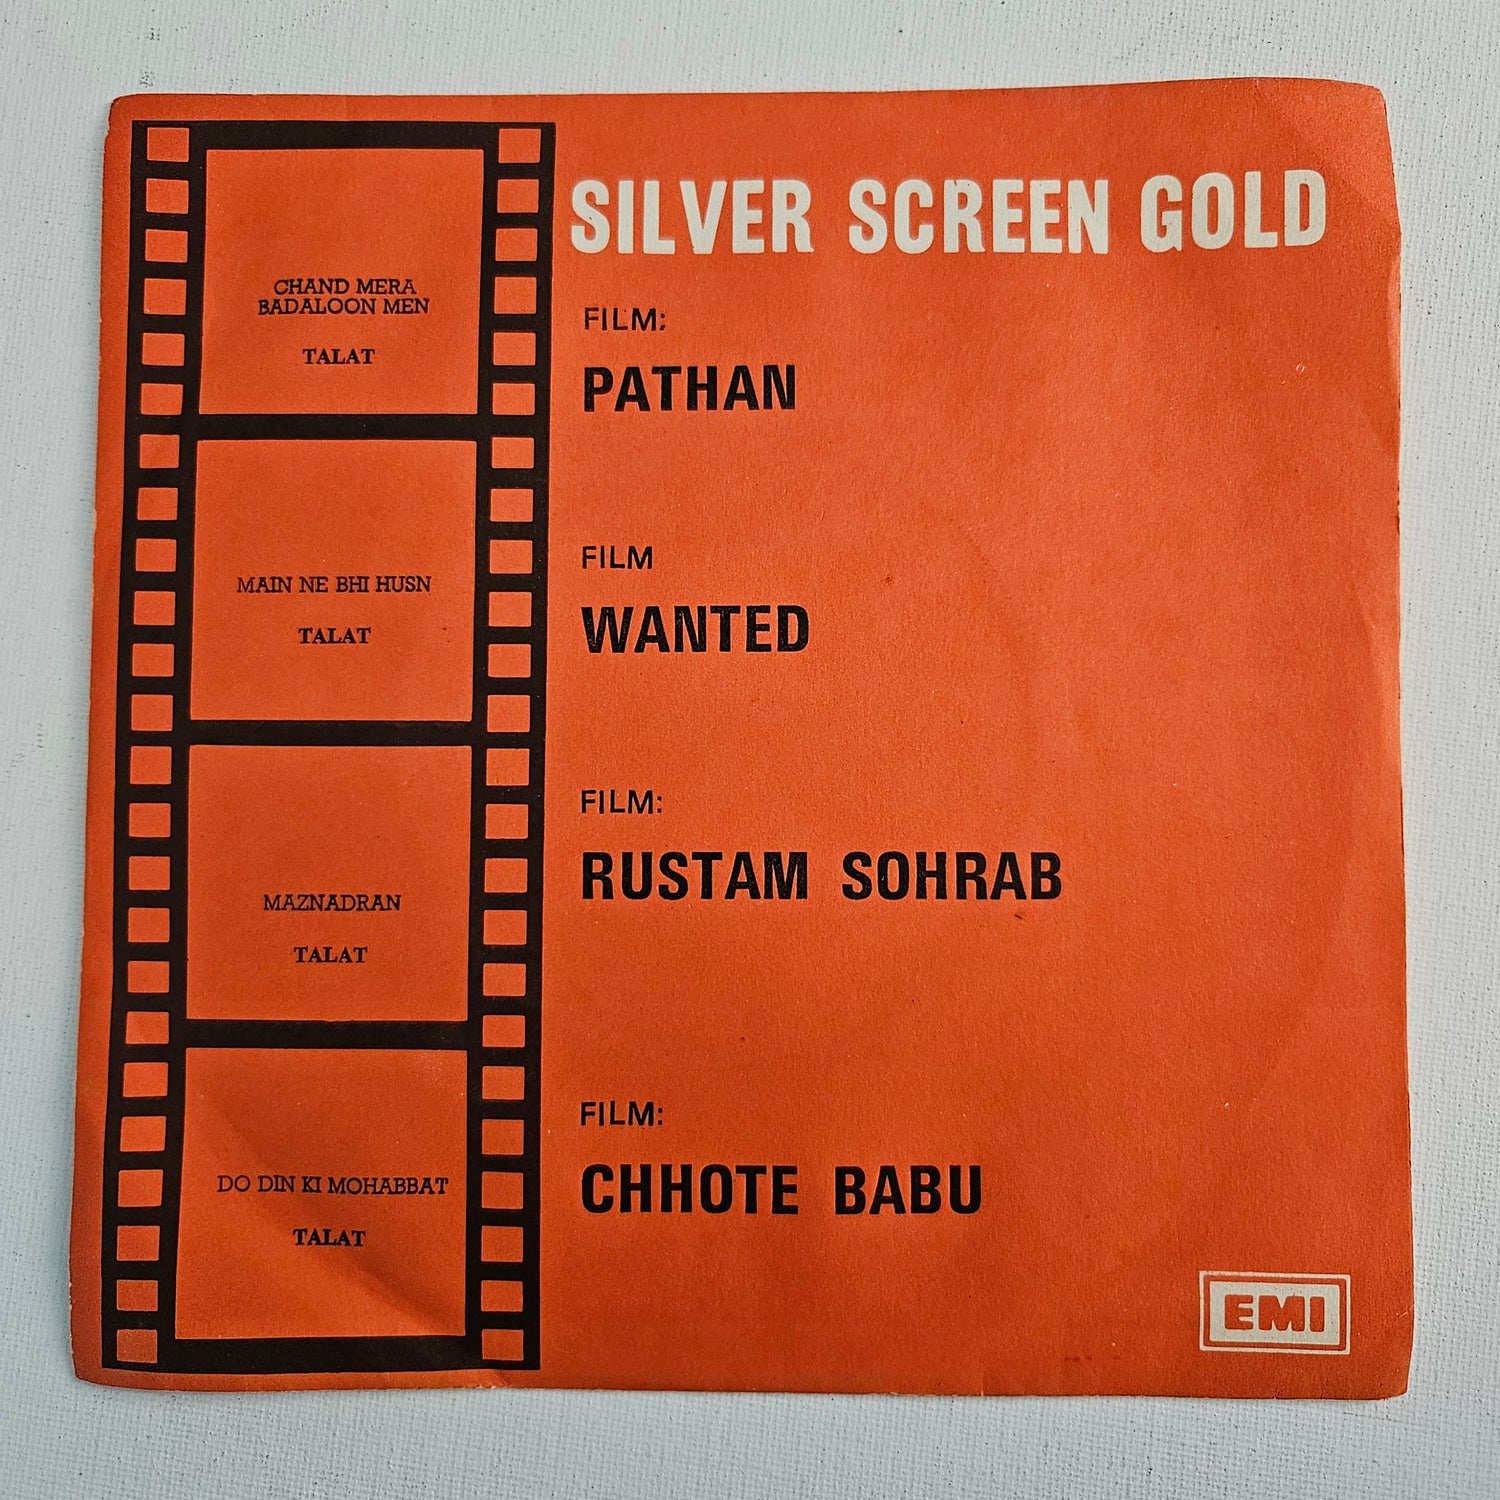 SILVER SCREEN GOLD
CHAND MERA
BADALOON MEN
TALAT
FILM:
PATHAN
MAIN NE BHI HUSN
TALAT
FILM
WANTED
MAZNADRAN
TALAT
FILM:
RUSTAM SOHRAB
DO DIN KI MOHABBAT
TALAT
FILM:
CHHOTE BABU
EMI